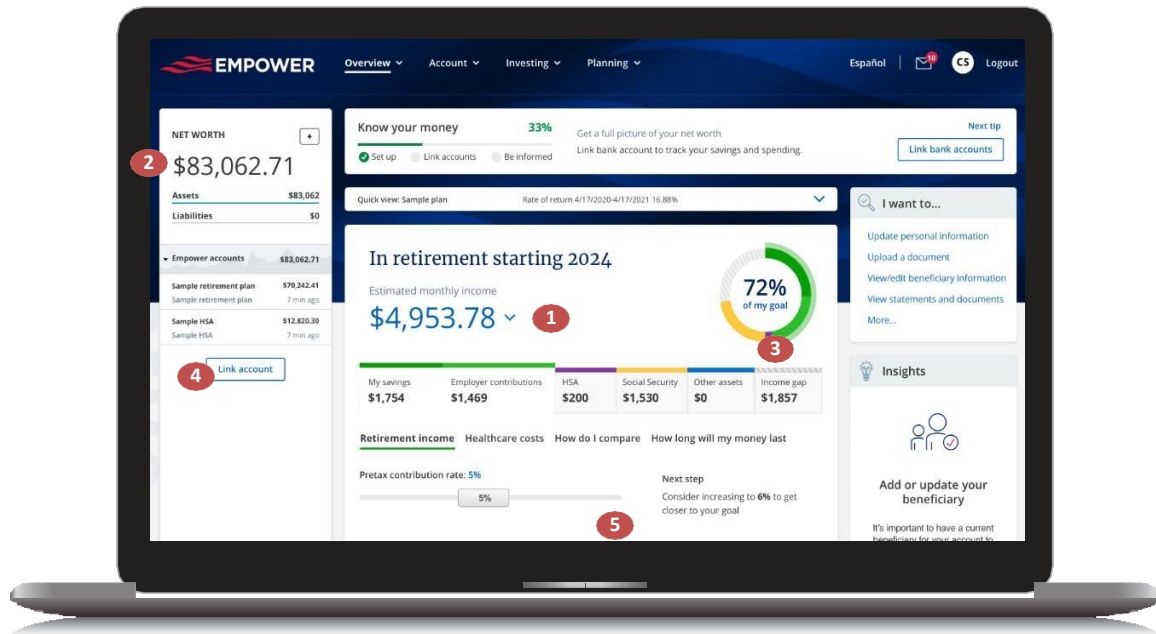 EMPOWER
Overview
Account
Investing
Planning
Español
10
CS
Logout
NET WORTH
+
2
$83,062.71
Assets $83,062
Liabilities $0
Empower accounts $83,062.71
Sample retirement plan $70,242.41
Sample retirement plan 7 min ago
Sample HSA $12,820.30
Sample HSA 7 min ago
4
Link account
Know your money 33%
Set up Link accounts Be informed
Get a full picture of your net worth
Link bank account to track your savings and spending.
Next tip
Link bank accounts
Quick view: Sample plan Rate of return 4/17/2020-4/17/2021 16.88%
In retirement starting 2024
Estimated monthly income
$4,953.78
1
72%
of my goal
3
My savings
$1,754
Employer contributions
$1,469
HSA
$200
Social Security
$1,530
Other assets
$0
Income gap
$1,857
Retirement income Healthcare costs How do I compare How long will my money last
Pretax contribution rate: 5%
5%
Next step
Consider increasing to 6% to get
closer to your goal
5
I want to...
Update personal information
Upload a document
View/edit beneficiary information
View statements and documents
More...
Insights
Add or update your
beneficiary
It's important to have a current
beneficiary for your account to